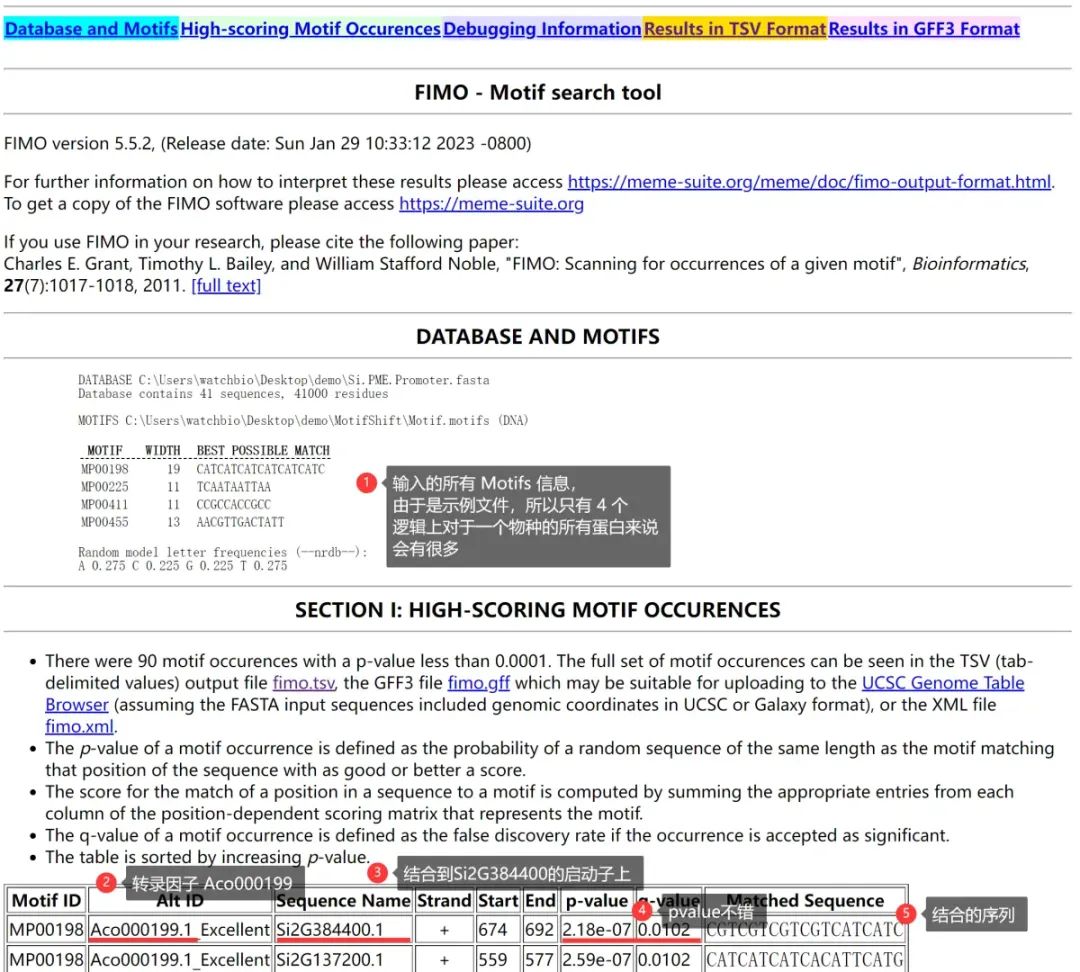 Database and Motifs High-scoring Motif Occurences Debugging Information Results in TSV Format Results in GFF3 Format
FIMO - Motif search tool
FIMO version 5.5.2, (Release date: Sun Jan 29 10:33:12 2023 -0800)
For further information on how to interpret these results please access https://meme-suite.org/meme/doc/fimo-output-format.html.
To get a copy of the FIMO software please access https://meme-suite.org
If you use FIMO in your research, please cite the following paper:
Charles E. Grant, Timothy L. Bailey, and William Stafford Noble, "FIMO: Scanning for occurrences of a given motif", Bioinformatics,
27(7):1017-1018, 2011. [full text]
DATABASE AND MOTIFS
DATABASE C:\Users\watchbio\Desktop\demo\Si.PME.Promoter.fasta
Database contains 41 sequences, 41000 residues
MOTIFS C:\Users\watchbio\Desktop\demo\MotifShift\Motif.motifs (DNA)
MOTIF WIDTH BEST POSSIBLE MATCH
MP00198 19 CATCATCATCATCATCATC
MP00225 11 TCAATAATTAA
MP00411 11 CCGCCACCGCC
MP00455 13 AACGTTGACTATT
1 输入的所有 Motifs 信息，
由于是示例文件，所以只有 4 个
逻辑上对于一个物种的所有蛋白来说
会有很多
Random model letter frequencies (--nrdb--):
A 0.275 C 0.225 G 0.225 T 0.275
SECTION I: HIGH-SCORING MOTIF OCCURENCES
• There were 90 motif occurences with a p-value less than 0.0001. The full set of motif occurences can be seen in the TSV (tab-
delimited values) output file fimo.tsv, the GFF3 file fimo.gff which may be suitable for uploading to the UCSC Genome Table
Browser (assuming the FASTA input sequences included genomic coordinates in UCSC or Galaxy format), or the XML file
fimo.xml.
• The p-value of a motif occurrence is defined as the probability of a random sequence of the same length as the motif matching
that position of the sequence with as good or better a score.
• The score for the match of a position in a sequence to a motif is computed by summing the appropriate entries from each
column of the position-dependent scoring matrix that represents the motif.
• The q-value of a motif occurrence is defined as the false discovery rate if the occurrence is accepted as significant.
• The table is sorted by increasing p-value.
2 转录因子 Aco000199
3 结合到Si2G384400的启动子上
Motif ID Alt ID Sequence Name Strand Start End p-value q-value Matched Sequence
4 pvalue不错
5 结合的序列
MP00198 Aco000199.1_Excellent Si2G384400.1 + 674 692 2.18e-07 0.0102 CGTCGTCGTCGTCATCATC
MP00198 Aco000199.1_Excellent Si2G137200.1 + 559 577 2.59e-07 0.0102 CATCATCATCACATTCATG